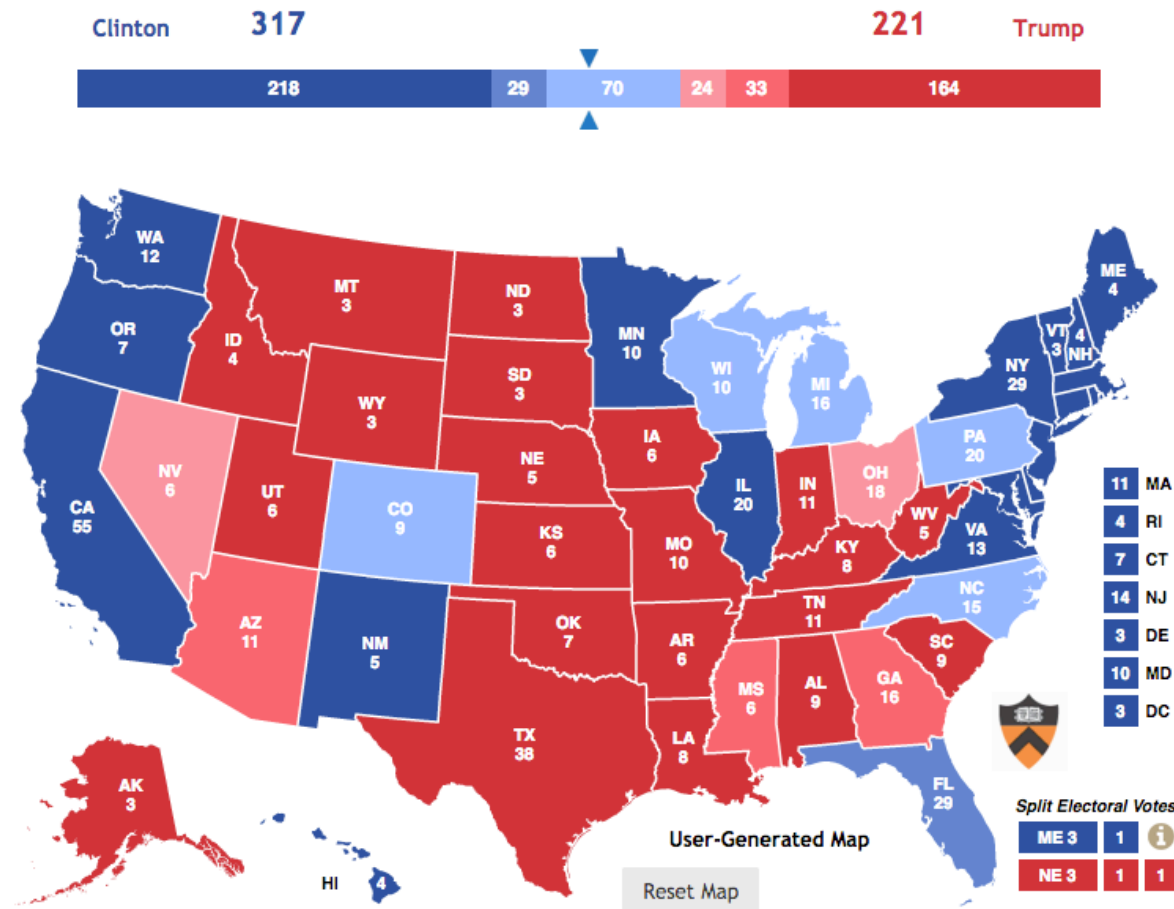 Clinton 317 221 Trump
218 29 70 24 33 164
WA
12
OR
7
CA
55
ID
4
NV
6
MT
3
WY
3
UT
6
AZ
11
CO
9
NM
5
ND
3
SD
3
NE
5
KS
6
OK
7
TX
38
MN
10
IA
6
MO
10
AR
6
LA
8
WI
10
IL
20
MI
16
IN
11
OH
18
KY
8
TN
11
MS
6
AL
9
GA
16
FL
29
SC
9
NC
15
VA
13
WV
5
PA
20
NY
29
VT
3
4
NH
ME
4
AK
3
HI 4
11 MA
4 RI
7 CT
14 NJ
3 DE
10 MD
3 DC
Split Electoral Votes
ME 3 1 i
NE 3 1 1
User-Generated Map
Reset Map